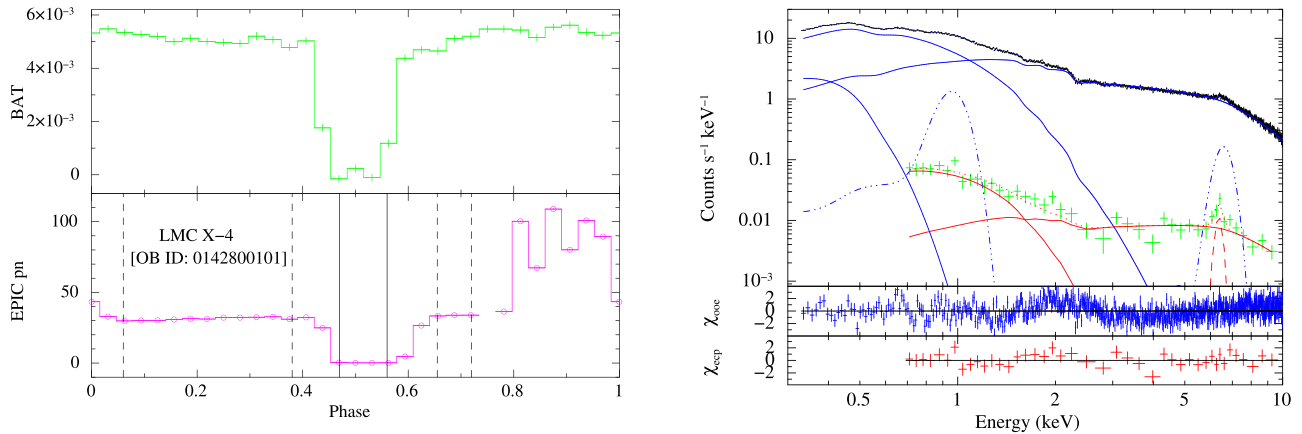 6×10⁻³
4×10⁻³
2×10⁻³
0
BAT
100
50
0
EPIC pn
LMC X−4
[OB ID: 0142800101]
0 0.2 0.4 0.6 0.8 1
Phase
10
1
0.1
0.01
10⁻³
Counts s⁻¹ keV⁻¹
2
0
−2
χooe
2
0
−2
χecp
0.5 1 2 5 10
Energy (keV)